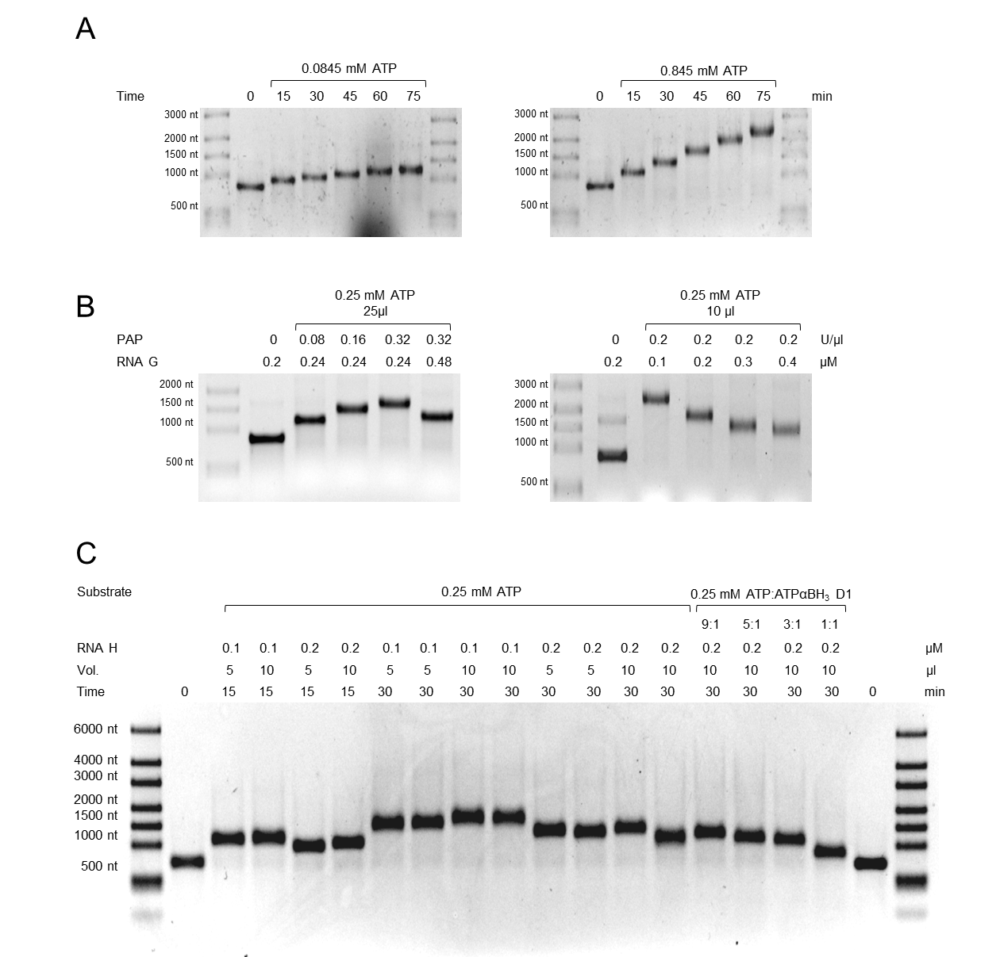 A
0.0845 mM ATP
0.845 mM ATP
Time 0 15 30 45 60 75 0 15 30 45 60 75 min
3000 nt
2000 nt
1500 nt
1000 nt
500 nt
3000 nt
2000 nt
1500 nt
1000 nt
500 nt
B
0.25 mM ATP
25µl
0.25 mM ATP
10 µl
PAP 0 0.08 0.16 0.32 0.32 0 0.2 0.2 0.2 0.2 U/µl
RNA G 0.2 0.24 0.24 0.24 0.48 0.2 0.1 0.2 0.3 0.4 µM
2000 nt
1500 nt
1000 nt
500 nt
3000 nt
2000 nt
1500 nt
1000 nt
500 nt
C
Substrate 0.25 mM ATP 0.25 mM ATP:ATPαBH₃ D1
9:1 5:1 3:1 1:1
RNA H 0.1 0.1 0.2 0.2 0.1 0.1 0.1 0.1 0.2 0.2 0.2 0.2 0.2 0.2 0.2 0.2 µM
Vol. 5 10 5 10 5 5 10 10 5 5 10 10 10 10 10 10 µl
Time 0 15 15 15 15 30 30 30 30 30 30 30 30 30 30 30 30 0 min
6000 nt
4000 nt
3000 nt
2000 nt
1500 nt
1000 nt
500 nt